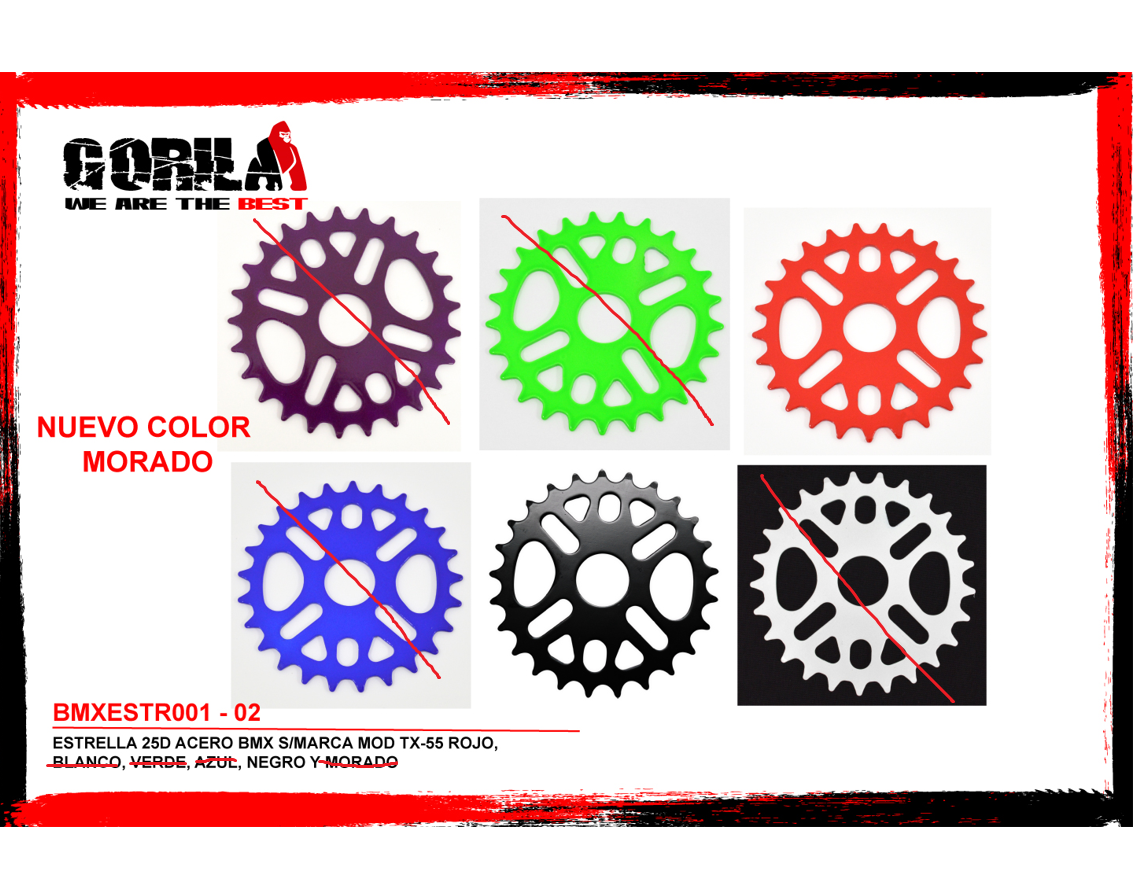 GORILA
WE ARE THE BEST
NUEVO COLOR
MORADO
BMXESTR001 - 02
ESTRELLA 25D ACERO BMX S/MARCA MOD TX-55 ROJO,
BLANCO, VERDE, AZUL, NEGRO Y MORADO